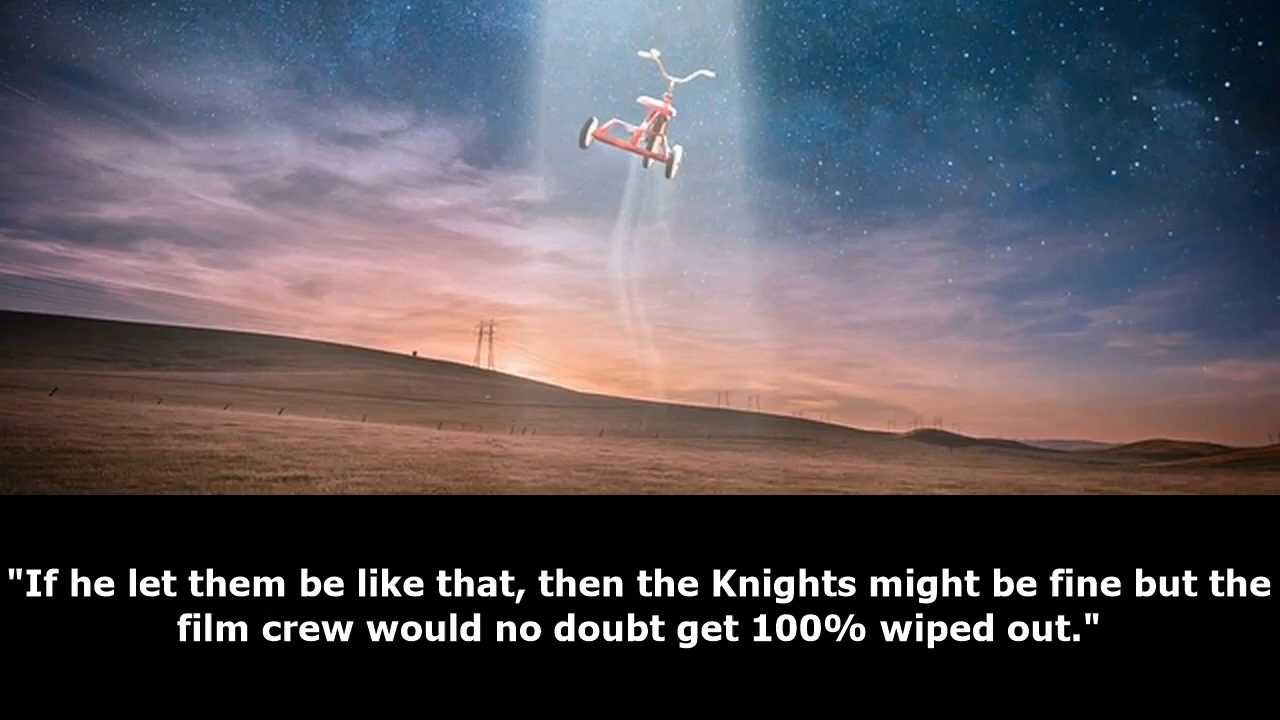 "If he let them be like that, then the Knights might be fine but the
film crew would no doubt get 100% wiped out."